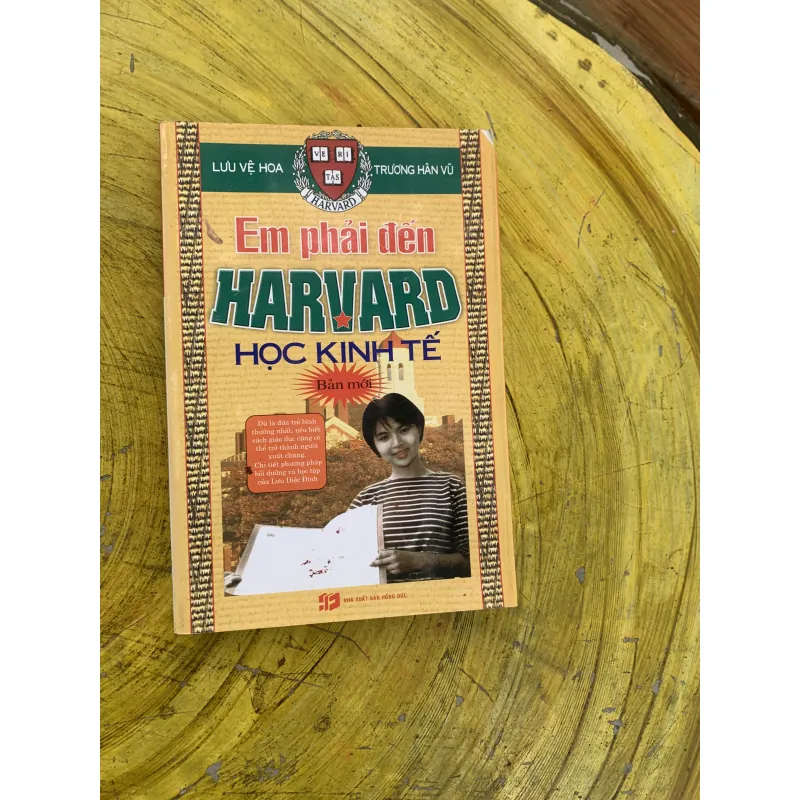 LƯU VỆ HOA
VE RI
TAS
HARVARD
TRƯƠNG HÂN VŨ
Em phải đến
HARVARD
HỌC KINH TẾ
Bản mới
Dù là đứa trẻ bình
thường nhất, nếu biết
cách giáo dục cũng có
thể trở thành người
xuất chúng.
Chi tiết phương pháp
bồi dưỡng và học tập
của Lưu Diệc Đình
NHÀ XUẤT BẢN HỒNG ĐỨC